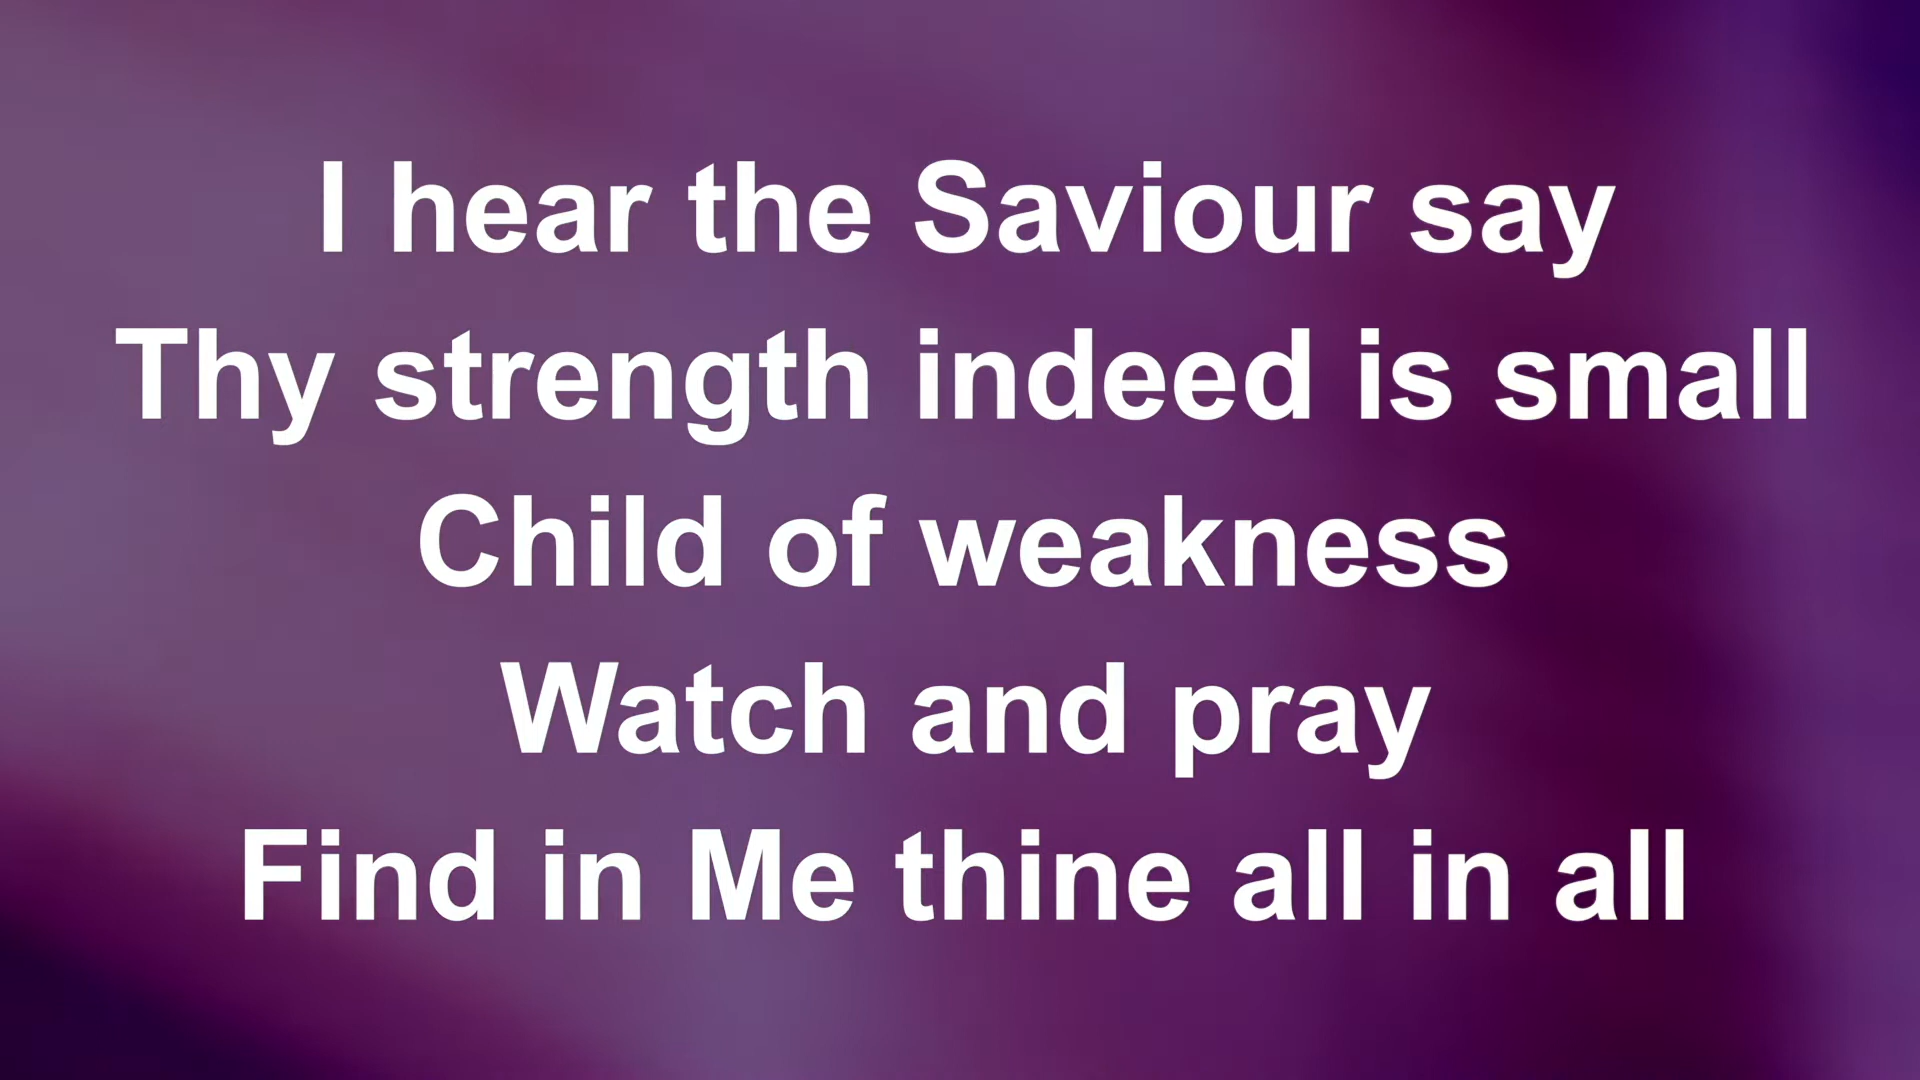 I hear the Saviour say
Thy strength indeed is small
Child of weakness
Watch and pray
Find in Me thine all in all